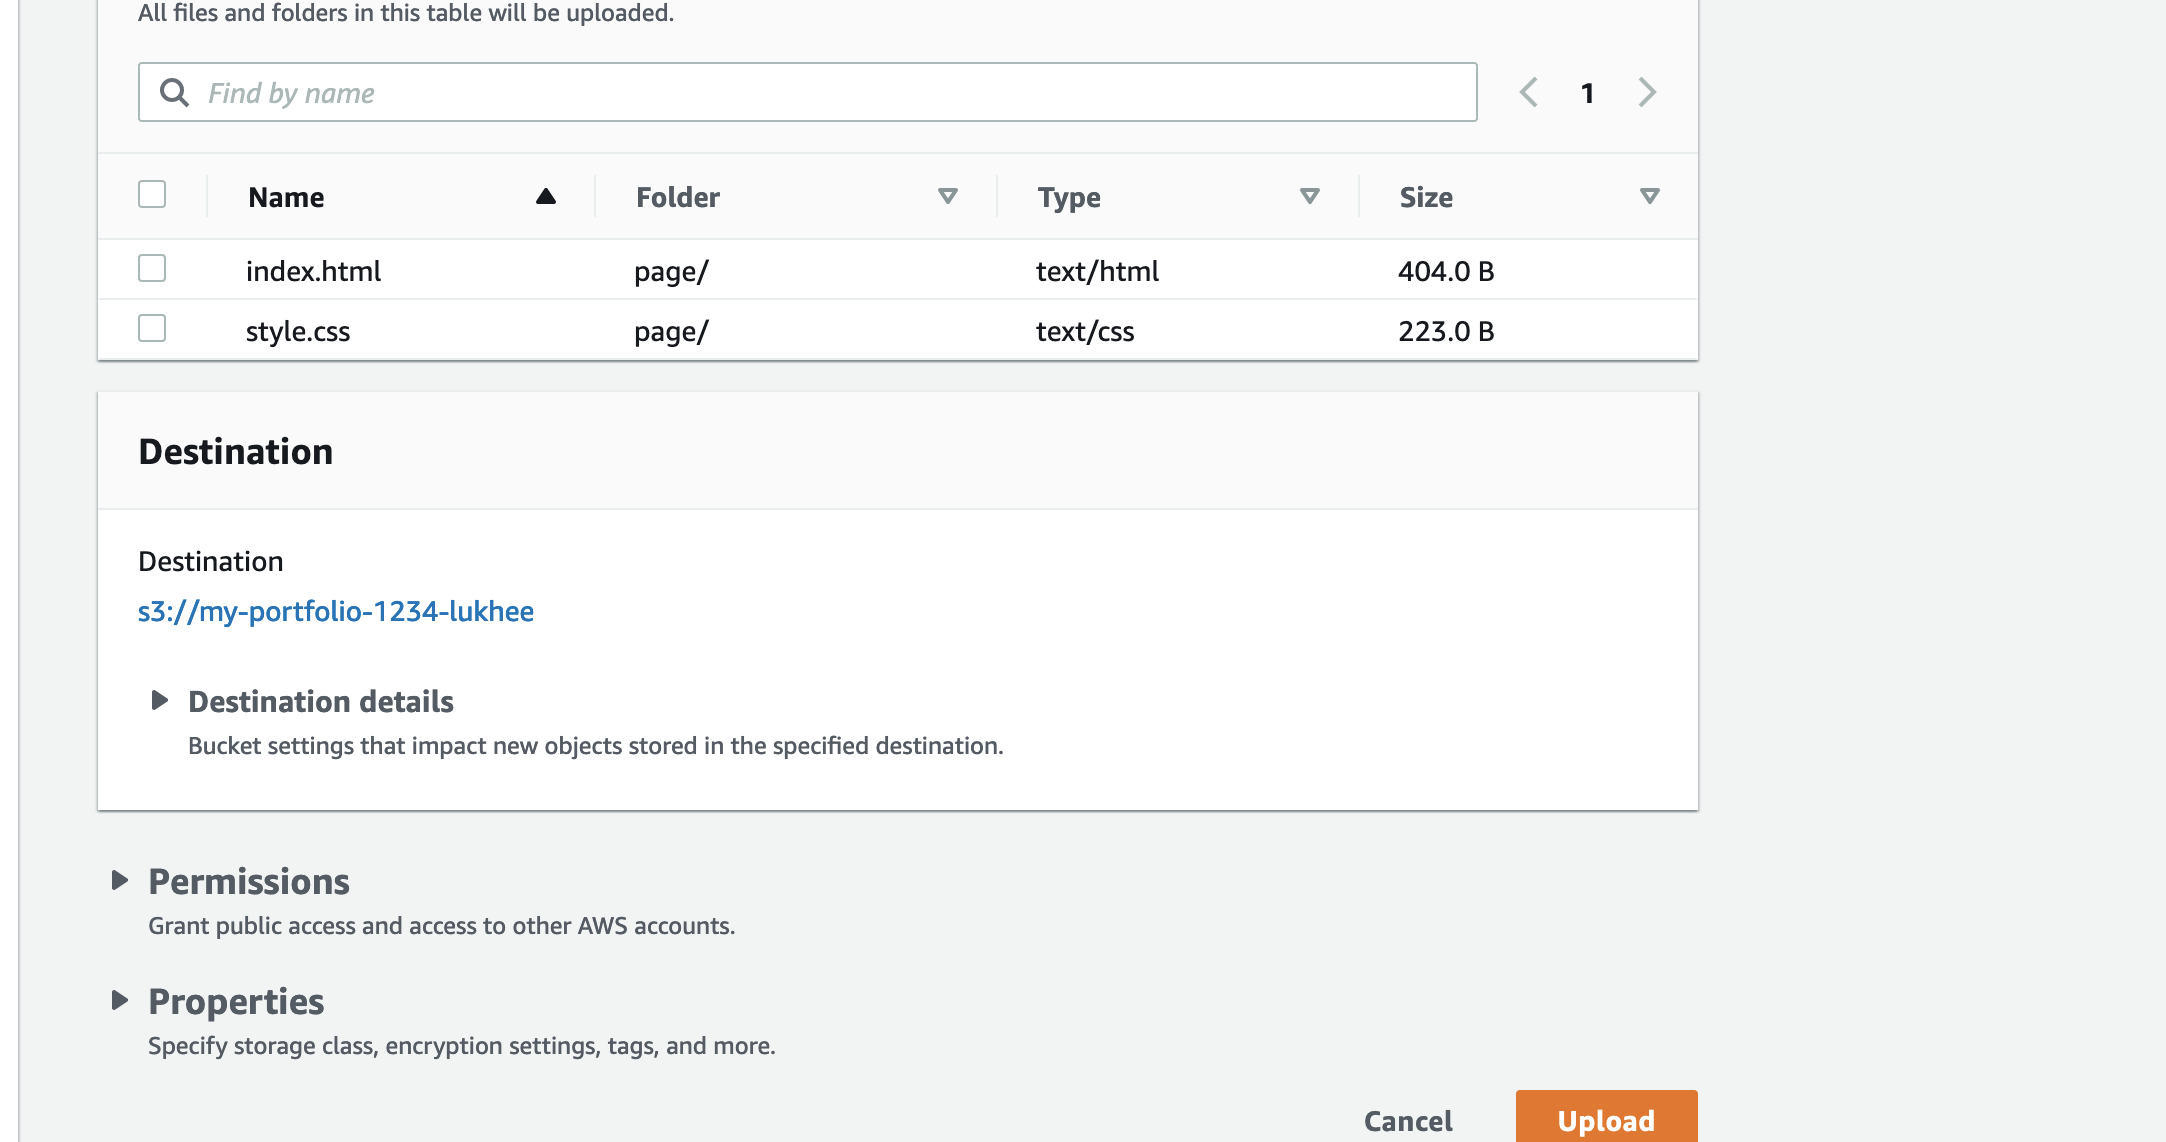 All files and folders in this table will be uploaded.
Find by name
1
Name Folder Type Size
index.html page/ text/html 404.0 B
style.css page/ text/css 223.0 B
Destination
Destination
s3://my-portfolio-1234-lukhee
Destination details
Bucket settings that impact new objects stored in the specified destination.
Permissions
Grant public access and access to other AWS accounts.
Properties
Specify storage class, encryption settings, tags, and more.
Cancel Upload